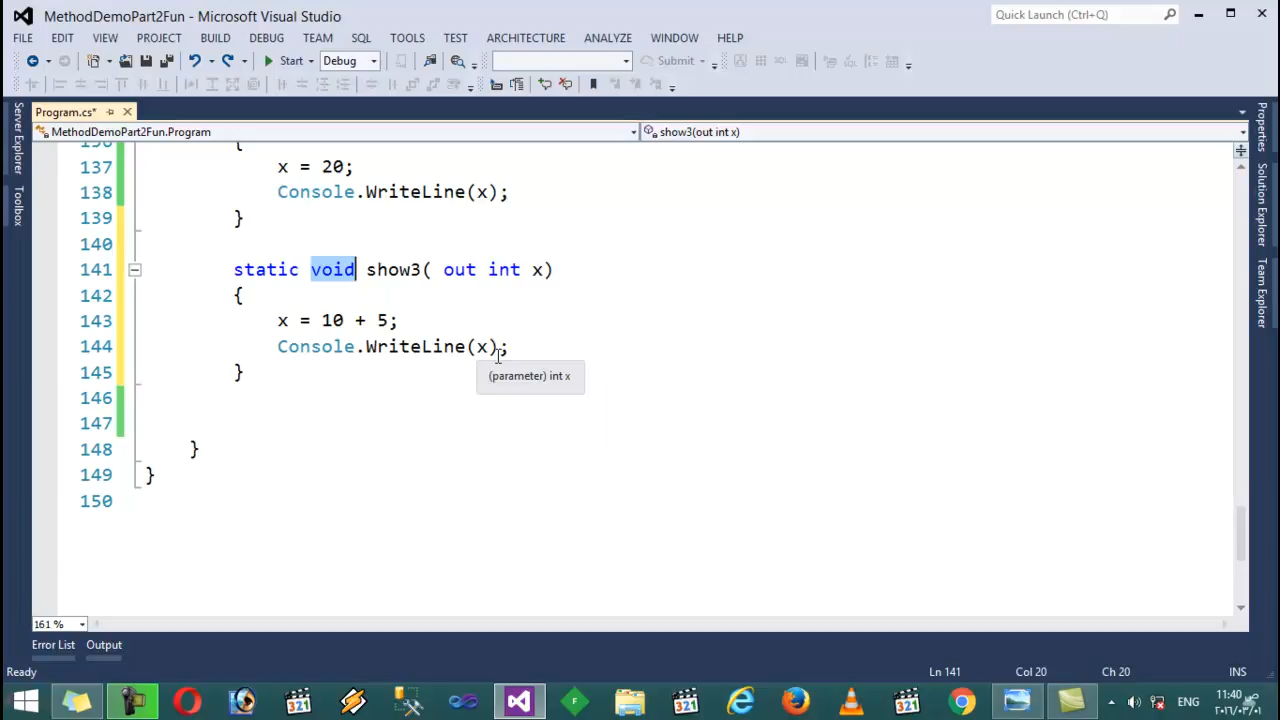 MethodDemoPart2Fun - Microsoft Visual Studio
Quick Launch (Ctrl+Q)
FILE EDIT VIEW PROJECT BUILD DEBUG TEAM SQL TOOLS TEST ARCHITECTURE ANALYZE WINDOW HELP
Start Debug Submit
Program.cs*
MethodDemoPart2Fun.Program show3(out int x)
Server Explorer
Toolbox
Properties
Solution Explorer
Team Explorer
136 {
137 x = 20;
138 Console.WriteLine(x);
139 }
140
141 static void show3( out int x)
142 {
143 x = 10 + 5;
144 Console.WriteLine(x);
145 }
(parameter) int x
146
147
148 }
149 }
150
161 %
Error List Output
Ready Ln 141 Col 20 Ch 20 INS
321 321 321 ENG 11:40 ص